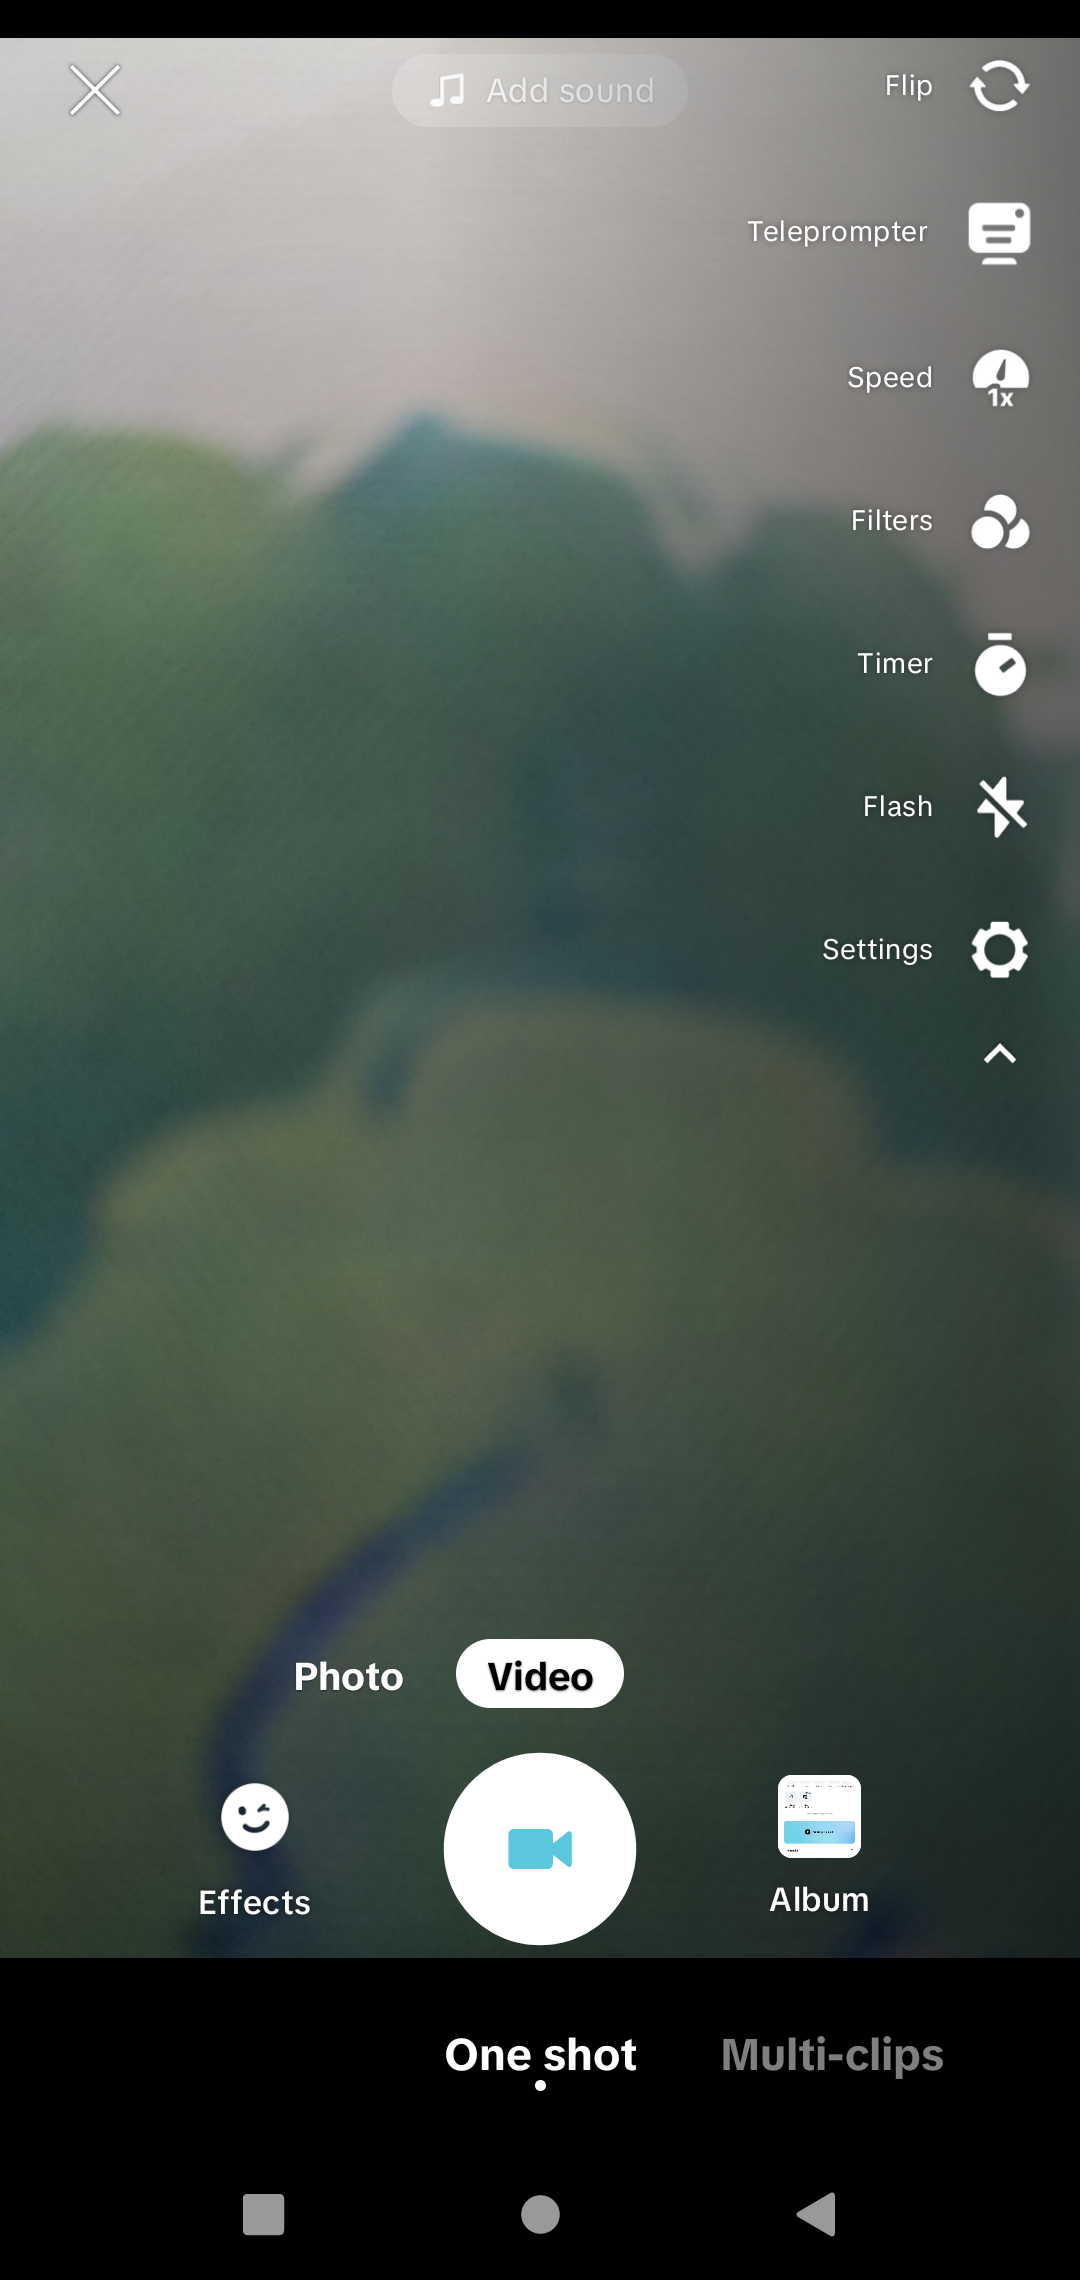 Add sound
Flip
Teleprompter
Speed
1x
Filters
Timer
Flash
Settings
Photo
Video
Effects
Album
One shot
Multi-clips